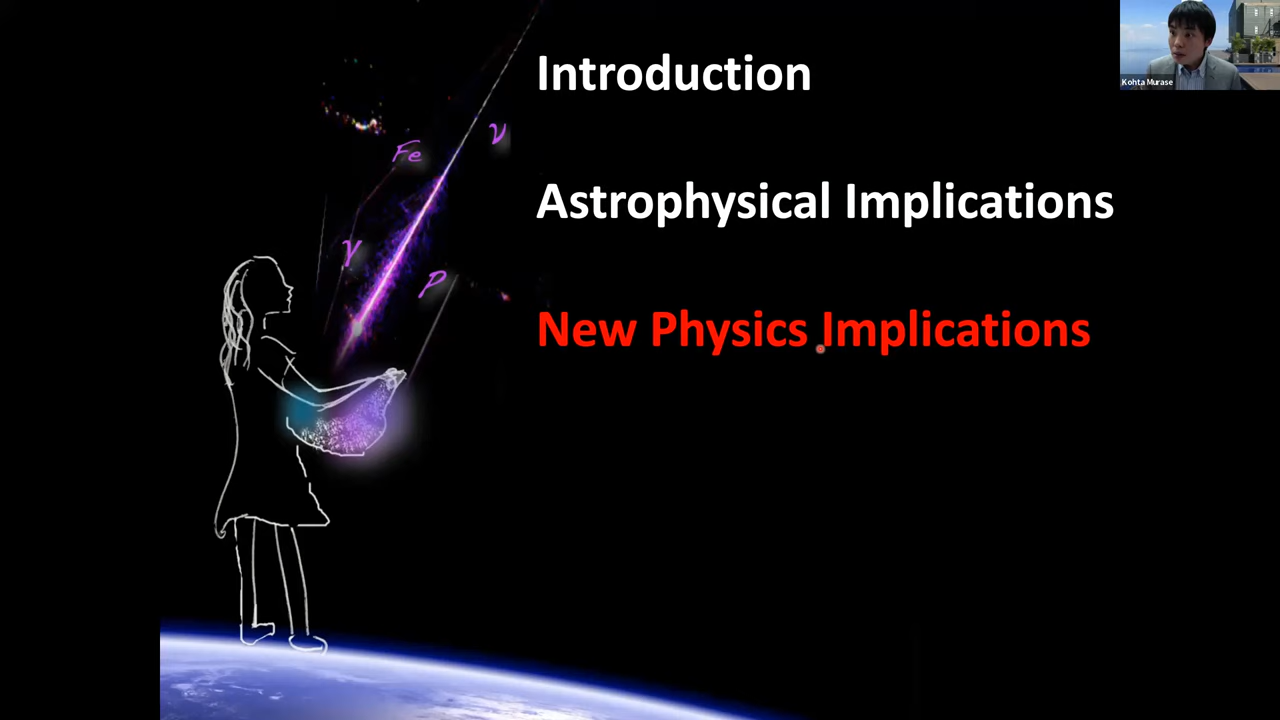 Introduction
Kohta Murase
ν
Fe
Astrophysical Implications
γ
p
New Physics Implications